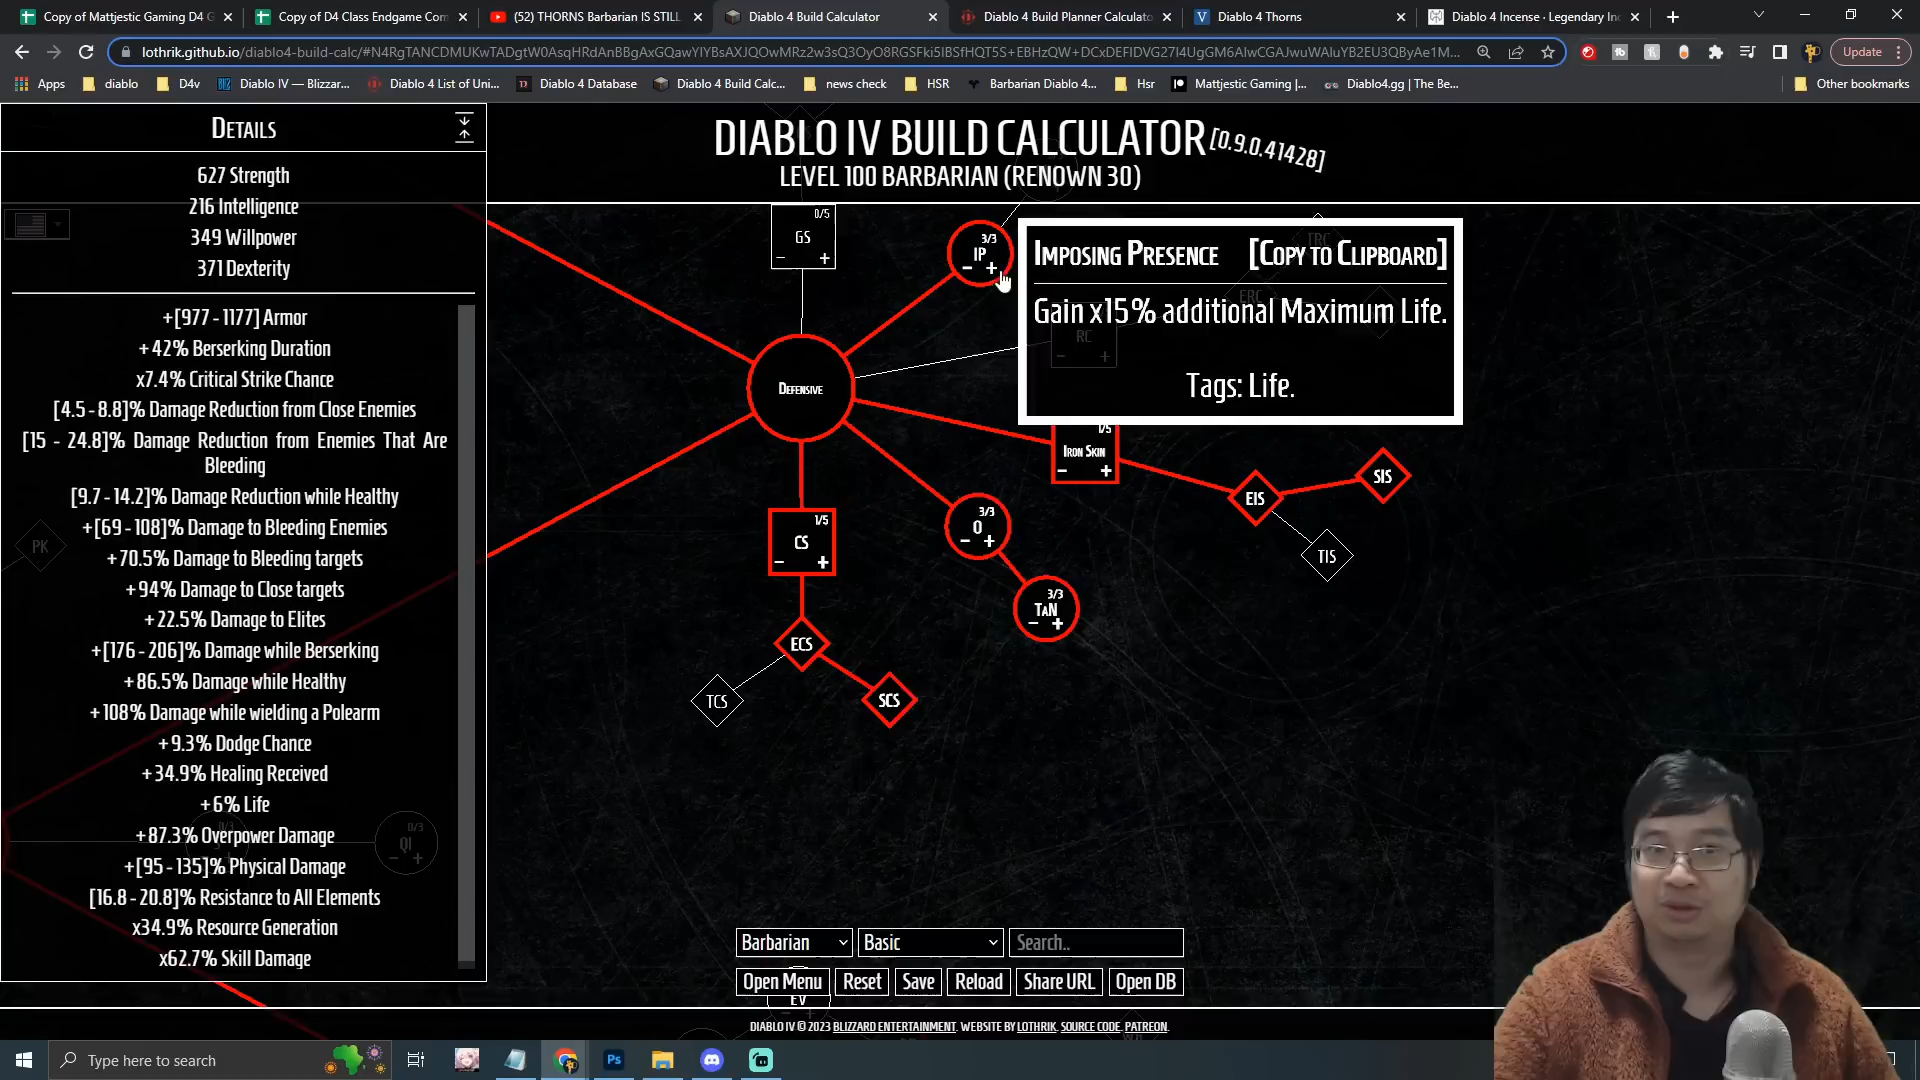 Copy of Mattjestic Gaming D4 G
Copy of D4 Class Endgame Com
(52) THORNS Barbarian IS STILL
Diablo 4 Build Calculator
Diablo 4 Build Planner Calculato
Diablo 4 Thorns
Diablo 4 Incense · Legendary Inc
lothrik.github.io/diablo4-build-calc/
Update
Apps
diablo
D4v
Diablo IV — Blizzar...
Diablo 4 List of Uni...
Diablo 4 Database
Diablo 4 Build Calc...
news check
HSR
Barbarian Diablo 4...
Hsr
Mattjestic Gaming |...
Diablo4.gg | The Be...
Other bookmarks
DETAILS
627 Strength
216 Intelligence
349 Willpower
371 Dexterity
+[977 - 1177] Armor
+42% Berserking Duration
x7.4% Critical Strike Chance
[4.5 - 8.8]% Damage Reduction from Close Enemies
[15 - 24.8]% Damage Reduction from Enemies That Are
Bleeding
[9.7 - 14.2]% Damage Reduction while Healthy
+[69 - 108]% Damage to Bleeding Enemies
+70.5% Damage to Bleeding targets
+94% Damage to Close targets
+22.5% Damage to Elites
+[176 - 206]% Damage while Berserking
+86.5% Damage while Healthy
+108% Damage while wielding a Polearm
+9.3% Dodge Chance
+34.9% Healing Received
+6% Life
+87.3% Overpower Damage
+[95 - 135]% Physical Damage
[16.8 - 20.8]% Resistance to All Elements
x34.9% Resource Generation
x62.7% Skill Damage
PK
0/3
QI
- +
DIABLO IV BUILD CALCULATOR [0.9.0.41428]
LEVEL 100 BARBARIAN (RENOWN 30)
0/5
GS
- +
3/3
IP
- +
IMPOSING PRESENCE [COPY TO CLIPBOARD]
Gain x15% additional Maximum Life.
Tags: Life.
TRC
ERC
RC
- +
DEFENSIVE
1/5
IRON SKIN
- +
EIS
SIS
TIS
1/5
CS
- +
3/3
O
- +
3/3
TAN
- +
ECS
TCS
SCS
Barbarian
Basic
Search..
Open Menu
Reset
Save
Reload
Share URL
Open DB
EV
DIABLO IV © 2023 BLIZZARD ENTERTAINMENT. WEBSITE BY LOTHRIK. SOURCE CODE. PATREON.
Type here to search
Ps